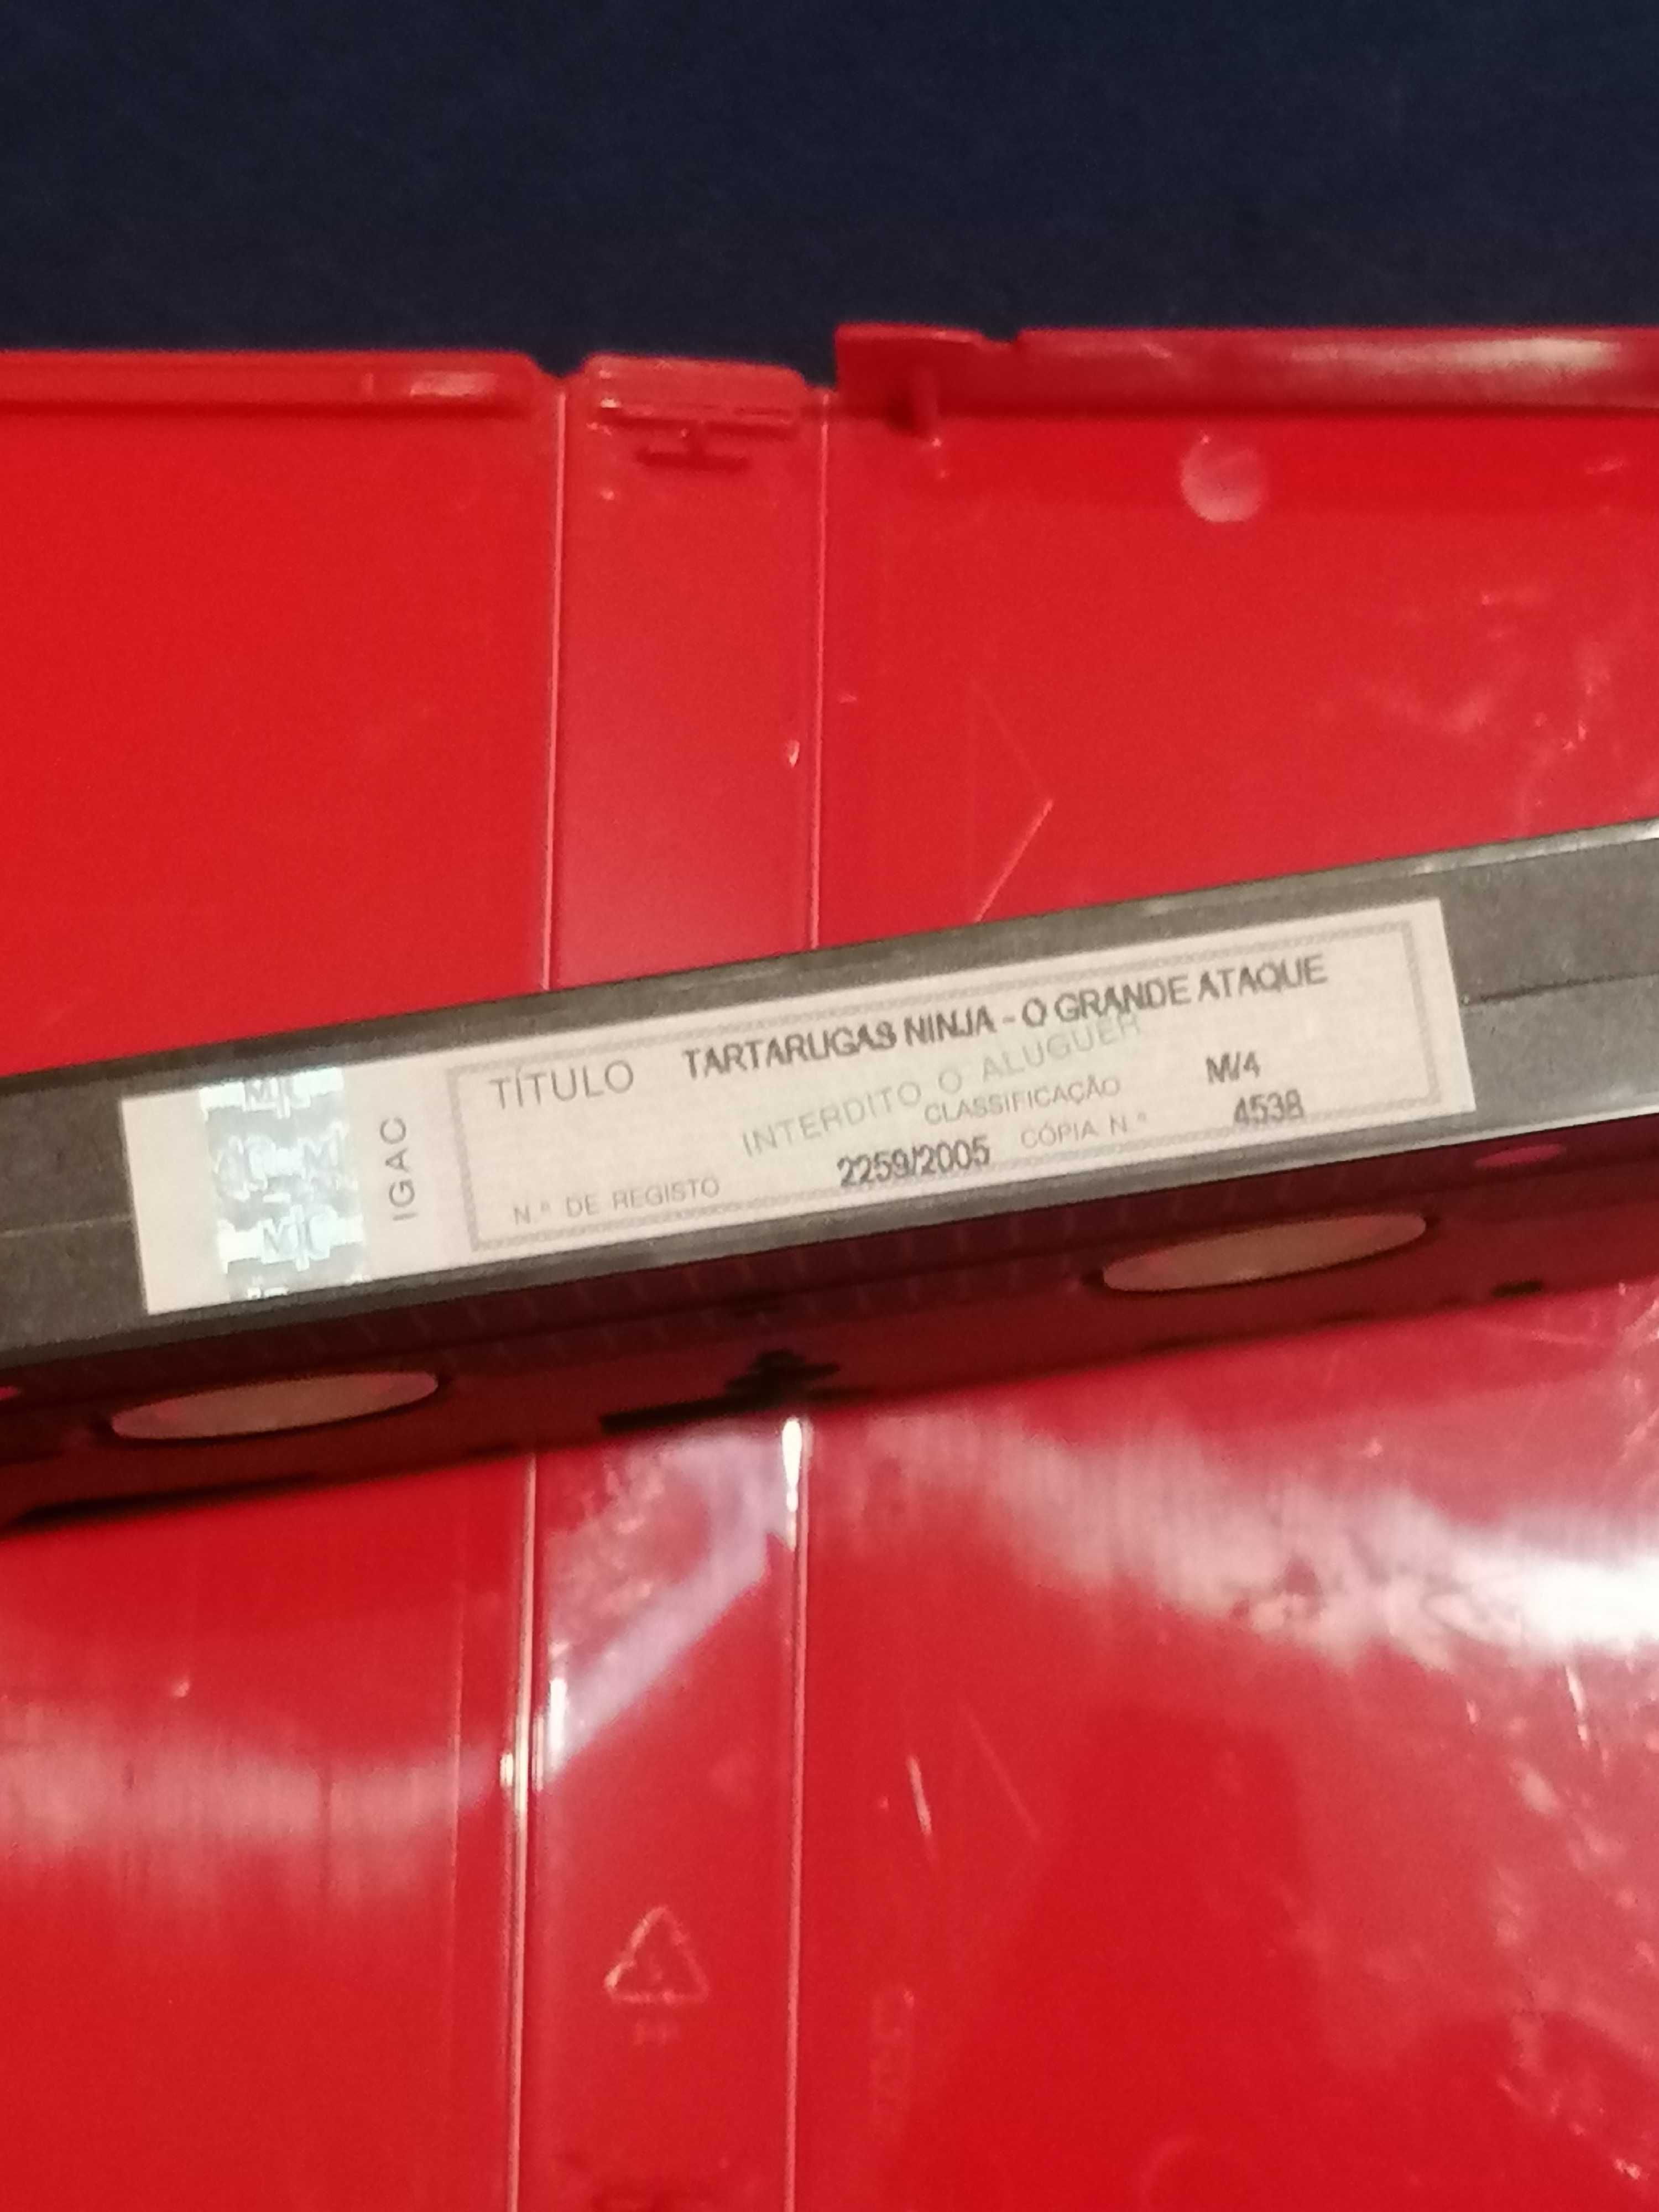 IGAC
TÍTULO TARTARUGAS NINJA - O GRANDE ATAQUE
INTERDITO O ALUGUER
CLASSIFICAÇÃO M/4
N.º DE REGISTO 2259/2005 CÓPIA N.º 4538